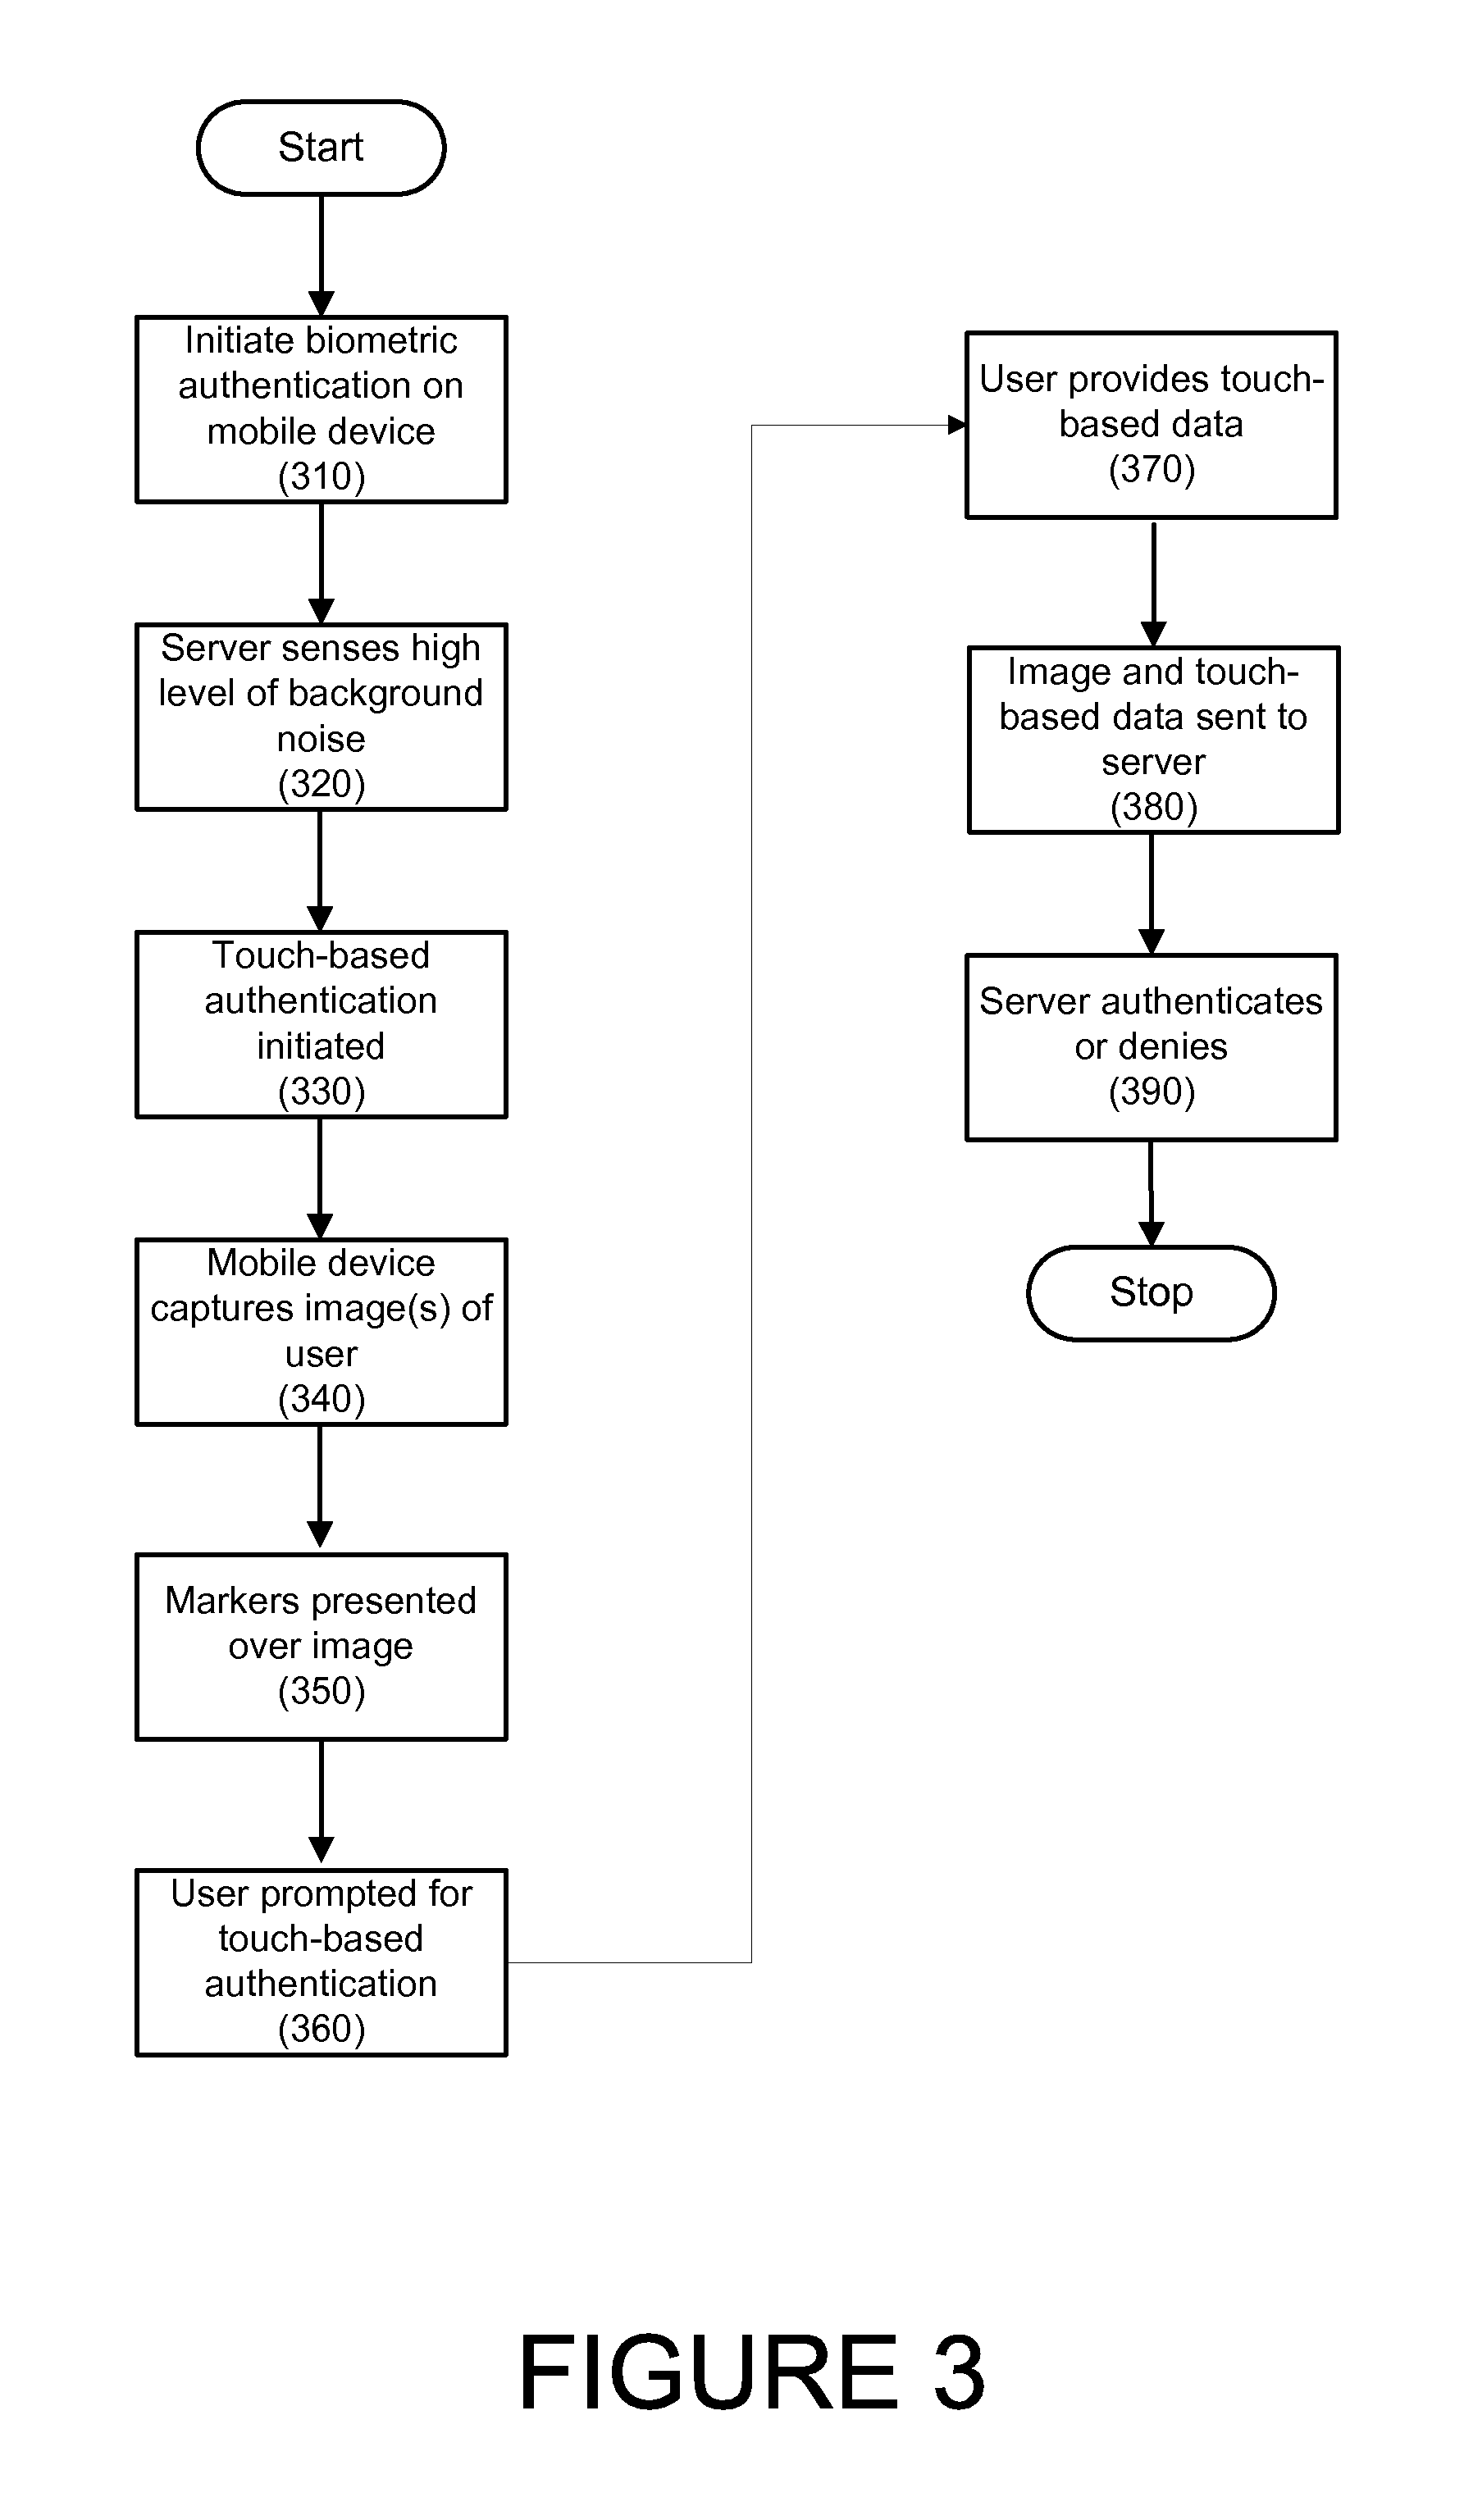 Start
Initiate biometric
authentication on
mobile device
(310)
Server senses high
level of background
noise
(320)
Touch-based
authentication
initiated
(330)
Mobile device
captures image(s) of
user
(340)
Markers presented
over image
(350)
User prompted for
touch-based
authentication
(360)
User provides touch-
based data
(370)
Image and touch-
based data sent to
server
(380)
Server authenticates
or denies
(390)
Stop
FIGURE 3